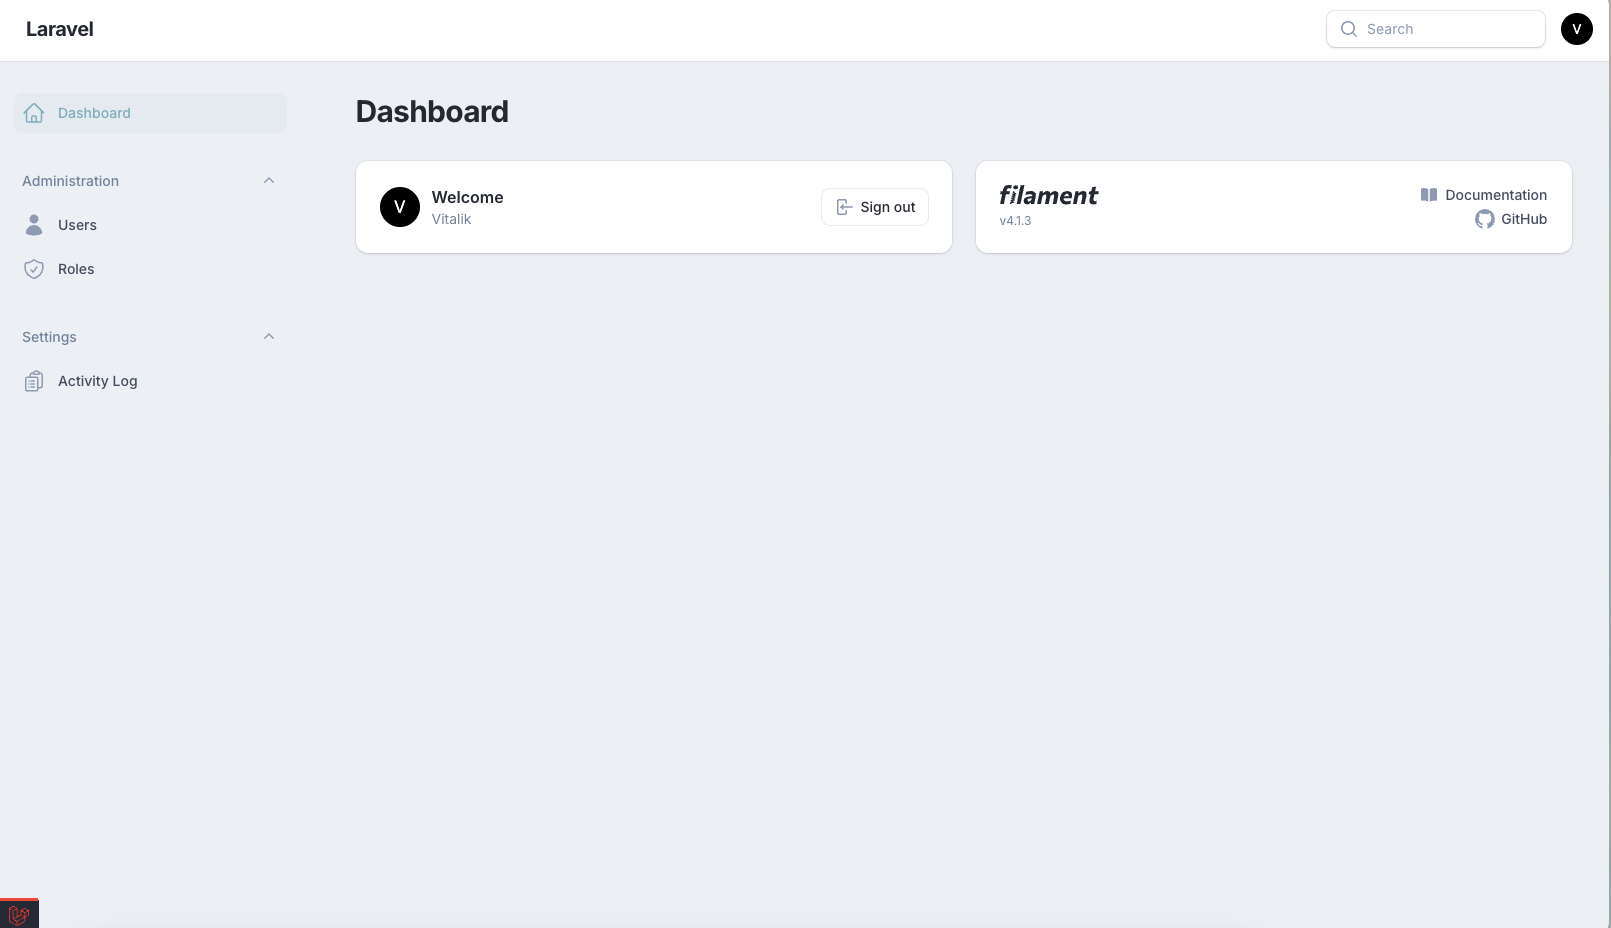 Laravel
Search
V
Dashboard
Administration
Users
Roles
Settings
Activity Log
Dashboard
V
Welcome
Vitalik
Sign out
filament
v4.1.3
Documentation
GitHub